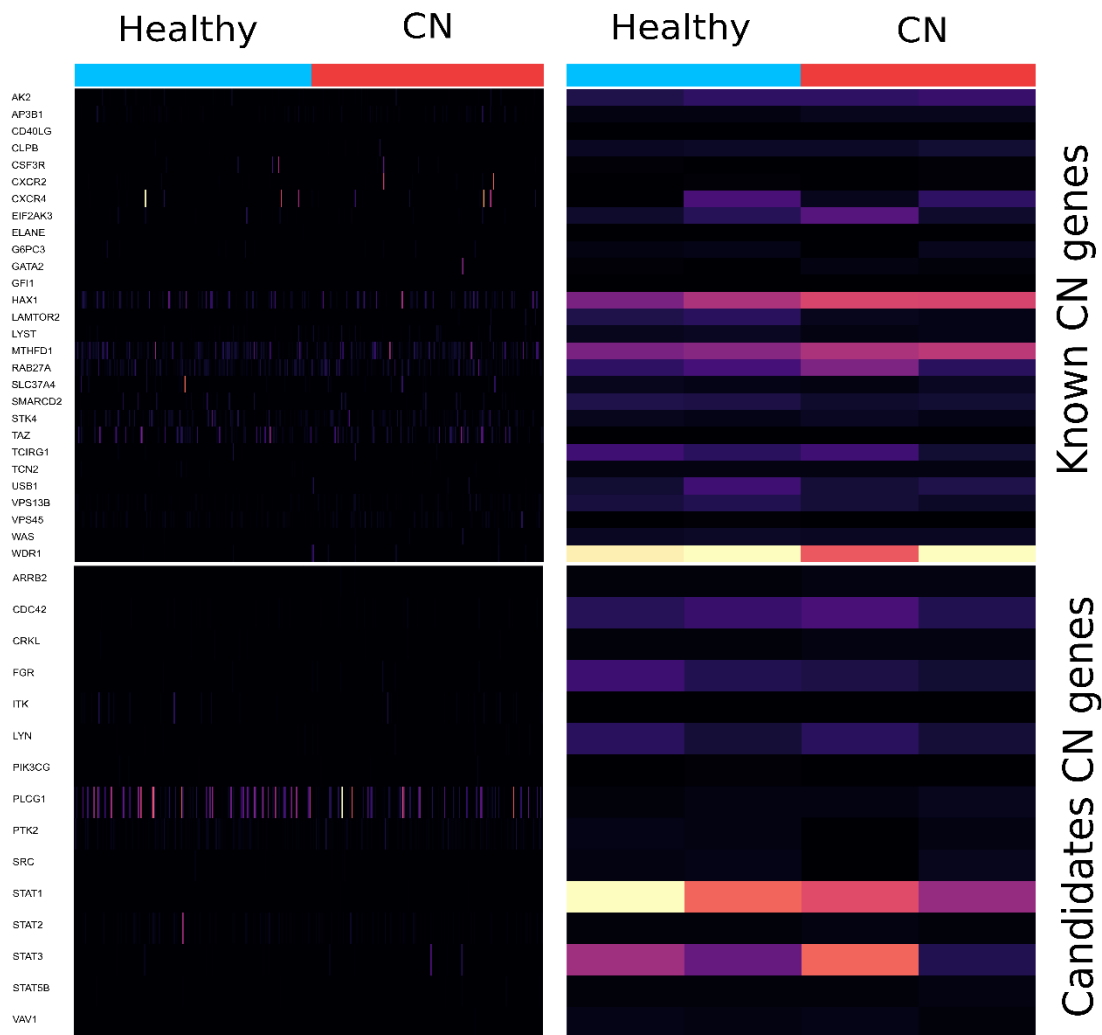 Healthy CN Healthy CN
AK2
AP3B1
CD40LG
CLPB
CSF3R
CXCR2
CXCR4
EIF2AK3
ELANE
G6PC3
GATA2
GFI1
HAX1
LAMTOR2
LYST
MTHFD1
RAB27A
SLC37A4
SMARCD2
STK4
TAZ
TCIRG1
TCN2
USB1
VPS13B
VPS45
WAS
WDR1
Known CN genes
ARRB2
CDC42
CRKL
FGR
ITK
LYN
PIK3CG
PLCG1
PTK2
SRC
STAT1
STAT2
STAT3
STAT5B
VAV1
Candidates CN genes